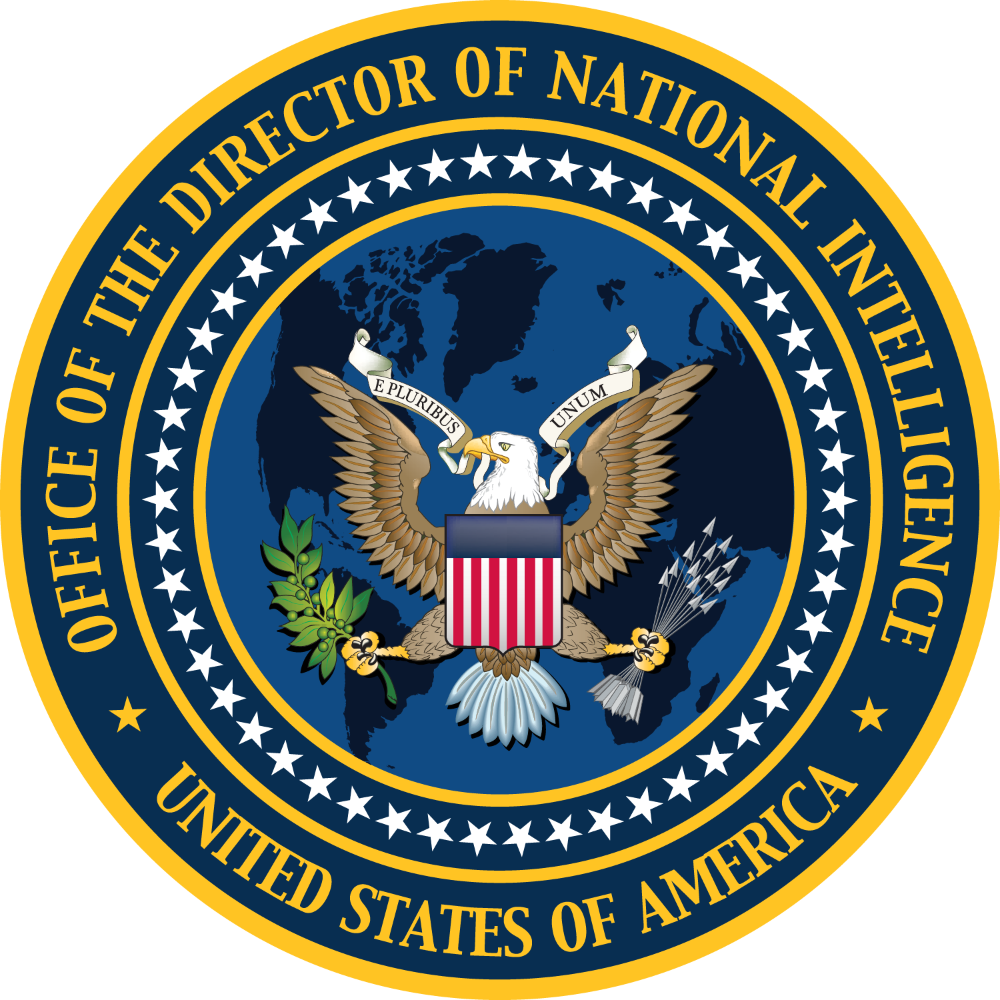 OFFICE OF THE DIRECTOR OF NATIONAL INTELLIGENCE
E PLURIBUS
UNUM
UNITED STATES OF AMERICA